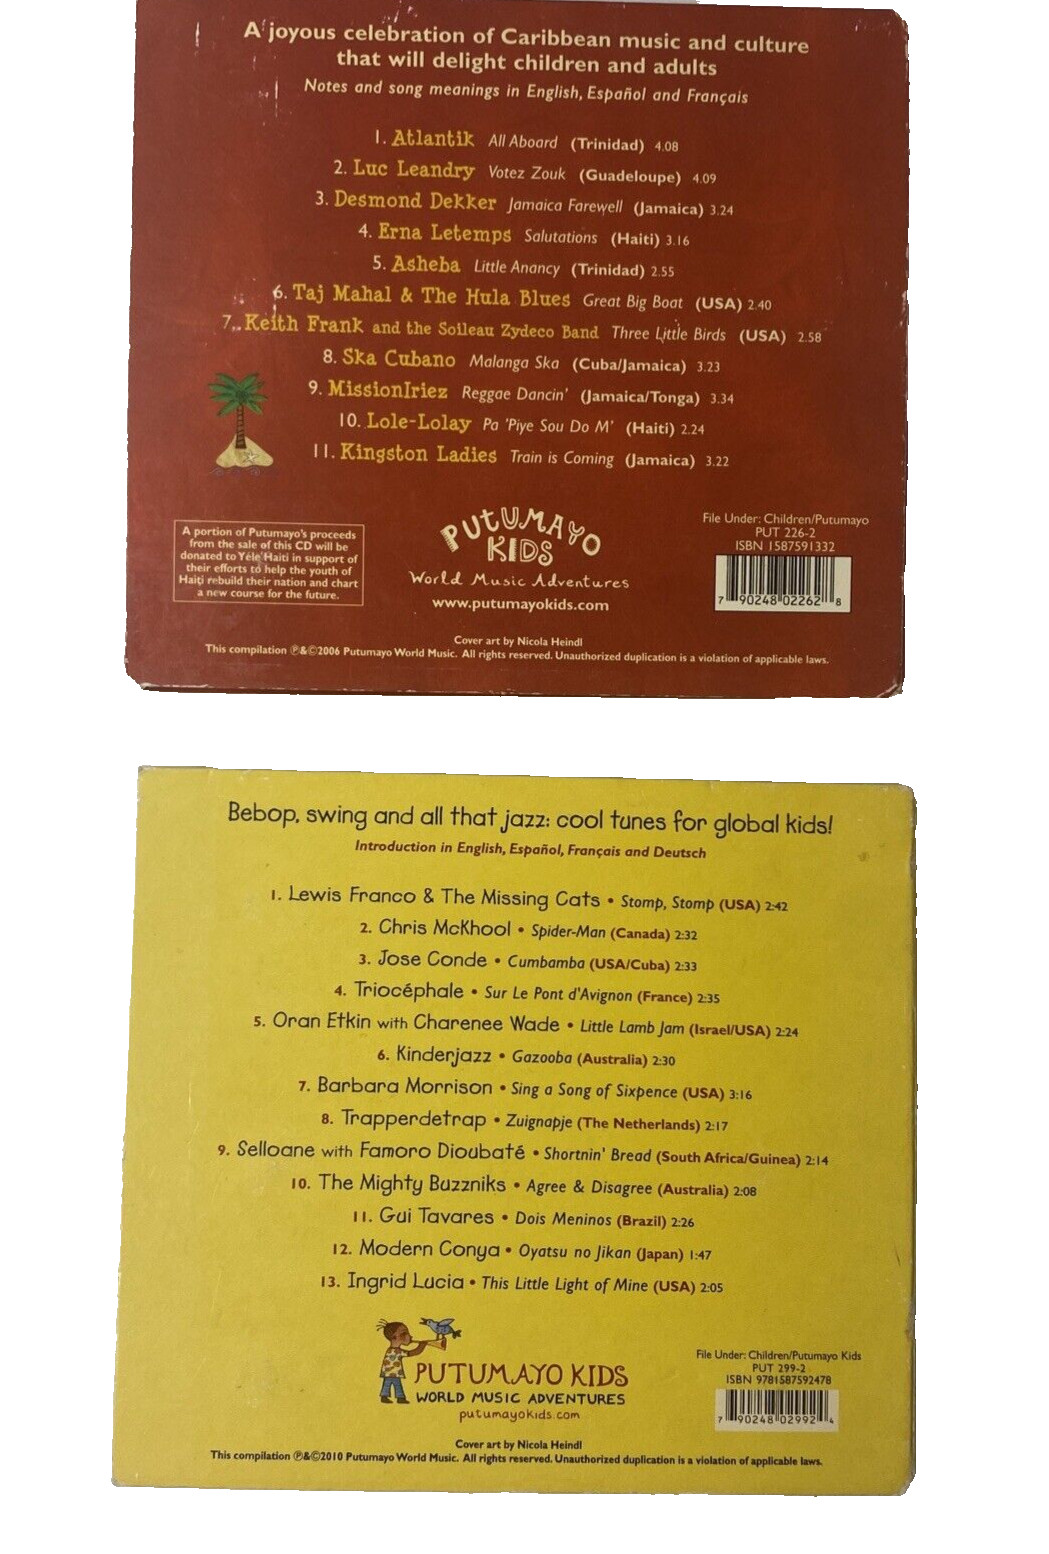 A joyous celebration of Caribbean music and culture
that will delight children and adults
Notes and song meanings in English, Español and Français
1. Atlantik All Aboard (Trinidad) 4.08
2. Luc Leandry Votez Zouk (Guadeloupe) 4.09
3. Desmond Dekker Jamaica Farewell (Jamaica) 3.24
4. Erna Letemps Salutations (Haiti) 3.16
5. Asheba Little Anancy (Trinidad) 2.55
6. Taj Mahal & The Hula Blues Great Big Boat (USA) 2.40
7. Keith Frank and the Soileau Zydeco Band Three Little Birds (USA) 2.58
8. Ska Cubano Malanga Ska (Cuba/Jamaica) 3.23
9. MissionIriez Reggae Dancin' (Jamaica/Tonga) 3.34
10. Lole-Lolay Pa 'Piye Sou Do M' (Haiti) 2.24
11. Kingston Ladies Train is Coming (Jamaica) 3.22
A portion of Putumayo's proceeds
from the sale of this CD will be
donated to Yéle Haiti in support of
their efforts to help the youth of
Haiti rebuild their nation and chart
a new course for the future.
PUTUMAYO
KIDS
World Music Adventures
www.putumayokids.com
File Under: Children/Putumayo
PUT 226-2
ISBN 1587591332
7 90248 02262 8
Cover art by Nicola Heindl
This compilation ℗&©2006 Putumayo World Music. All rights reserved. Unauthorized duplication is a violation of applicable laws.
Bebop, swing and all that jazz: cool tunes for global kids!
Introduction in English, Español, Français and Deutsch
1. Lewis Franco & The Missing Cats • Stomp, Stomp (USA) 2:42
2. Chris McKhool • Spider-Man (Canada) 2:32
3. Jose Conde • Cumbamba (USA/Cuba) 2:33
4. Triocéphale • Sur Le Pont d'Avignon (France) 2:35
5. Oran Etkin with Charenee Wade • Little Lamb Jam (Israel/USA) 2:24
6. Kinderjazz • Gazooba (Australia) 2:30
7. Barbara Morrison • Sing a Song of Sixpence (USA) 3:16
8. Trapperdetrap • Zuignapje (The Netherlands) 2:17
9. Selloane with Famoro Dioubaté • Shortnin' Bread (South Africa/Guinea) 2:14
10. The Mighty Buzzniks • Agree & Disagree (Australia) 2:08
11. Gui Tavares • Dois Meninos (Brazil) 2:26
12. Modern Conya • Oyatsu no Jikan (Japan) 1:47
13. Ingrid Lucia • This Little Light of Mine (USA) 2:05
PUTUMAYO KIDS
WORLD MUSIC ADVENTURES
putumayokids.com
File Under: Children/Putumayo Kids
PUT 299-2
ISBN 9781587592478
7 90248 02992 4
Cover art by Nicola Heindl
This compilation ℗&©2010 Putumayo World Music. All rights reserved. Unauthorized duplication is a violation of applicable laws.